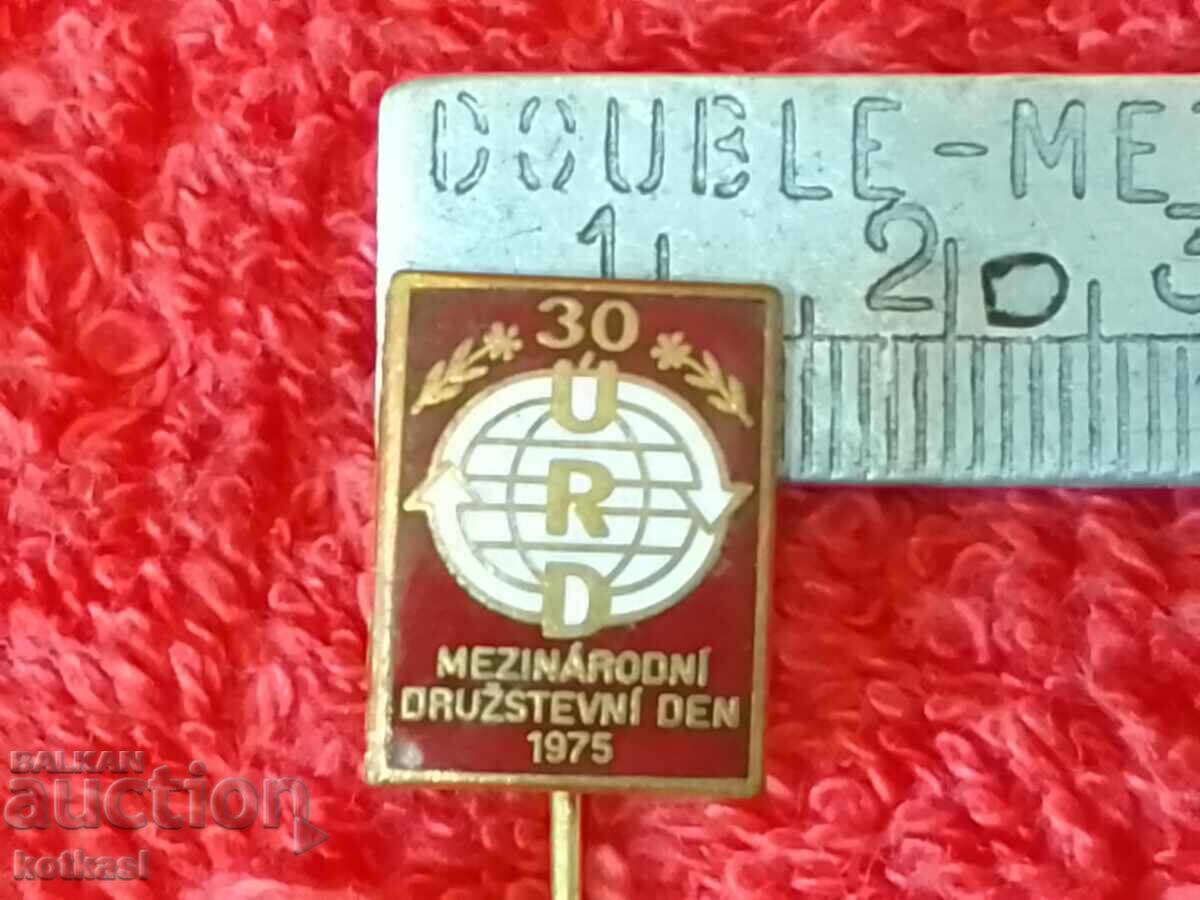 DOUBLE-ME
1 2 3
30
Ú
R
D
MEZINÁRODNÍ
DRUŽSTEVNÍ DEN
1975
BALKAN
auction
kotkasl